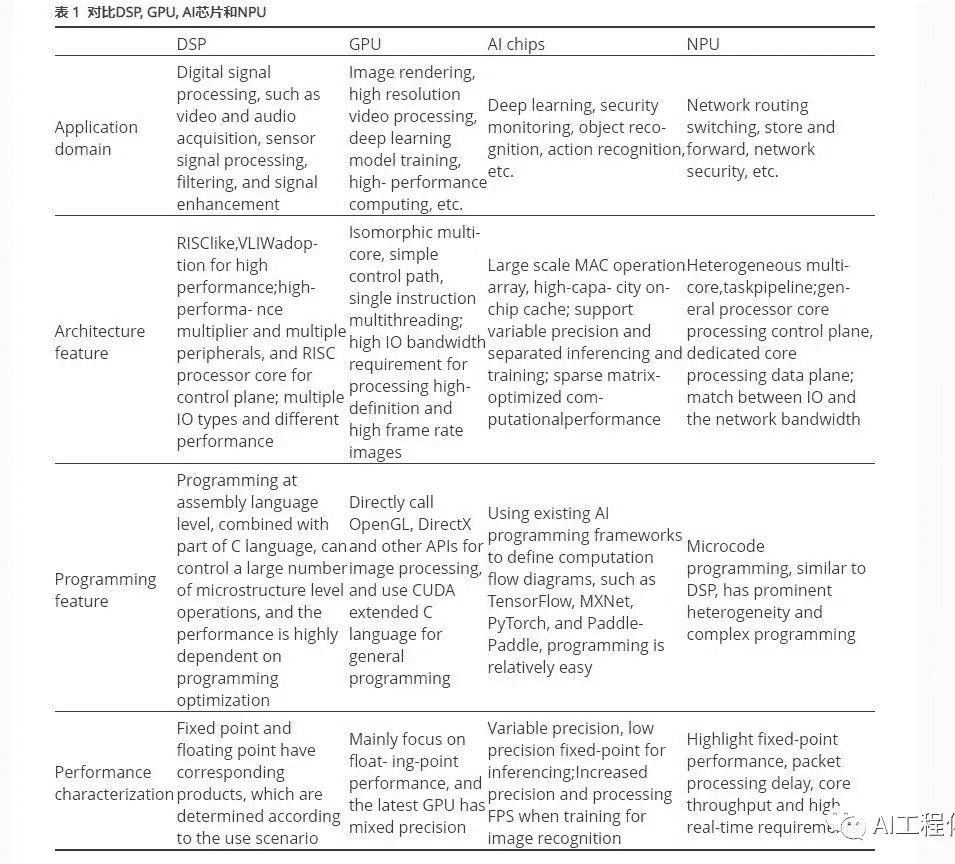 表 1 对比DSP, GPU, AI芯片和NPU
DSP
GPU
AI chips
NPU
Application
domain
Digital signal
processing, such as
video and audio
acquisition, sensor
signal processing,
filtering, and signal
enhancement
Image rendering,
high resolution
video processing,
deep learning
model training,
high- performance
computing, etc.
Deep learning, security
monitoring, object reco-
gnition, action recognition,
etc.
Network routing
switching, store and
forward, network
security, etc.
Architecture
feature
RISClike,VLIWadop-
tion for high
performance;high-
performa- nce
multiplier and multiple
peripherals, and RISC
processor core for
control plane; multiple
IO types and different
performance
Isomorphic multi-
core, simple
control path,
single instruction
multithreading;
high IO bandwidth
requirement for
processing high-
definition and
high frame rate
images
Large scale MAC operation
array, high-capa- city on-
chip cache; support
variable precision and
separated inferencing and
training; sparse matrix-
optimized com-
putationalperformance
Heterogeneous multi-
core,taskpipeline;gen-
eral processor core
processing control plane,
dedicated core
processing data plane;
match between IO and
the network bandwidth
Programming
feature
Programming at
assembly language
level, combined with
part of C language, can
control a large number
of microstructure level
operations, and the
performance is highly
dependent on
programming
optimization
Directly call
OpenGL, DirectX
and other APIs for
image processing,
and use CUDA
extended C
language for
general
programming
Using existing AI
programming frameworks
to define computation
flow diagrams, such as
TensorFlow, MXNet,
PyTorch, and Paddle-
Paddle, programming is
relatively easy
Microcode
programming, similar to
DSP, has prominent
heterogeneity and
complex programming
Performance
characterization
Fixed point and
floating point have
corresponding
products, which are
determined according
to the use scenario
Mainly focus on
float- ing-point
performance, and
the latest GPU has
mixed precision
Variable precision, low
precision fixed-point for
inferencing;Increased
precision and processing
FPS when training for
image recognition
Highlight fixed-point
performance, packet
processing delay, core
throughput and high
real-time requireme
AI工程